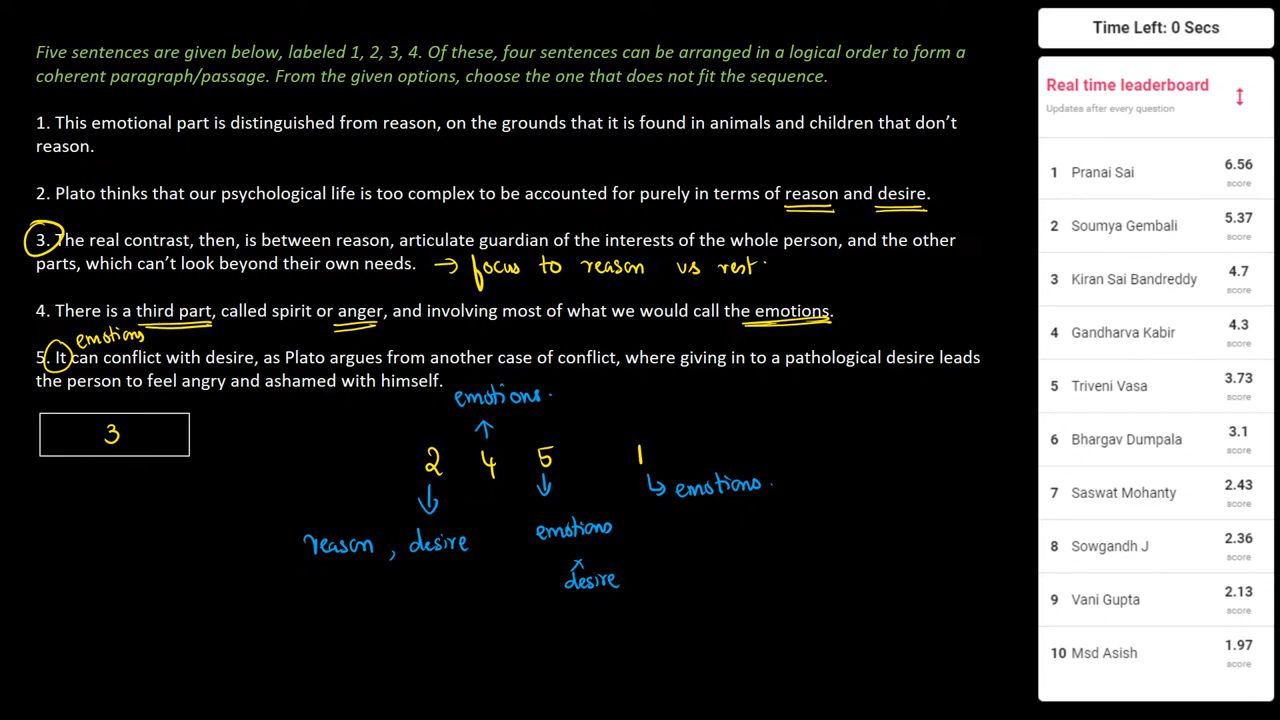 Five sentences are given below, labeled 1, 2, 3, 4. Of these, four sentences can be arranged in a logical order to form a
coherent paragraph/passage. From the given options, choose the one that does not fit the sequence.
1. This emotional part is distinguished from reason, on the grounds that it is found in animals and children that don't
reason.
2. Plato thinks that our psychological life is too complex to be accounted for purely in terms of reason and desire.
3. The real contrast, then, is between reason, articulate guardian of the interests of the whole person, and the other
parts, which can't look beyond their own needs. → focus to reason vs rest.
4. There is a third part, called spirit or anger, and involving most of what we would call the emotions.
emotions
5. It can conflict with desire, as Plato argues from another case of conflict, where giving in to a pathological desire leads
the person to feel angry and ashamed with himself.
emotions.
3
2 4 5 1
emotions.
reason, desire
emotions
desire
Time Left: 0 Secs
Real time leaderboard
Updates after every question
1 Pranai Sai 6.56
score
2 Soumya Gembali 5.37
score
3 Kiran Sai Bandreddy 4.7
score
4 Gandharva Kabir 4.3
score
5 Triveni Vasa 3.73
score
6 Bhargav Dumpala 3.1
score
7 Saswat Mohanty 2.43
score
8 Sowgandh J 2.36
score
9 Vani Gupta 2.13
score
10 Msd Asish 1.97
score